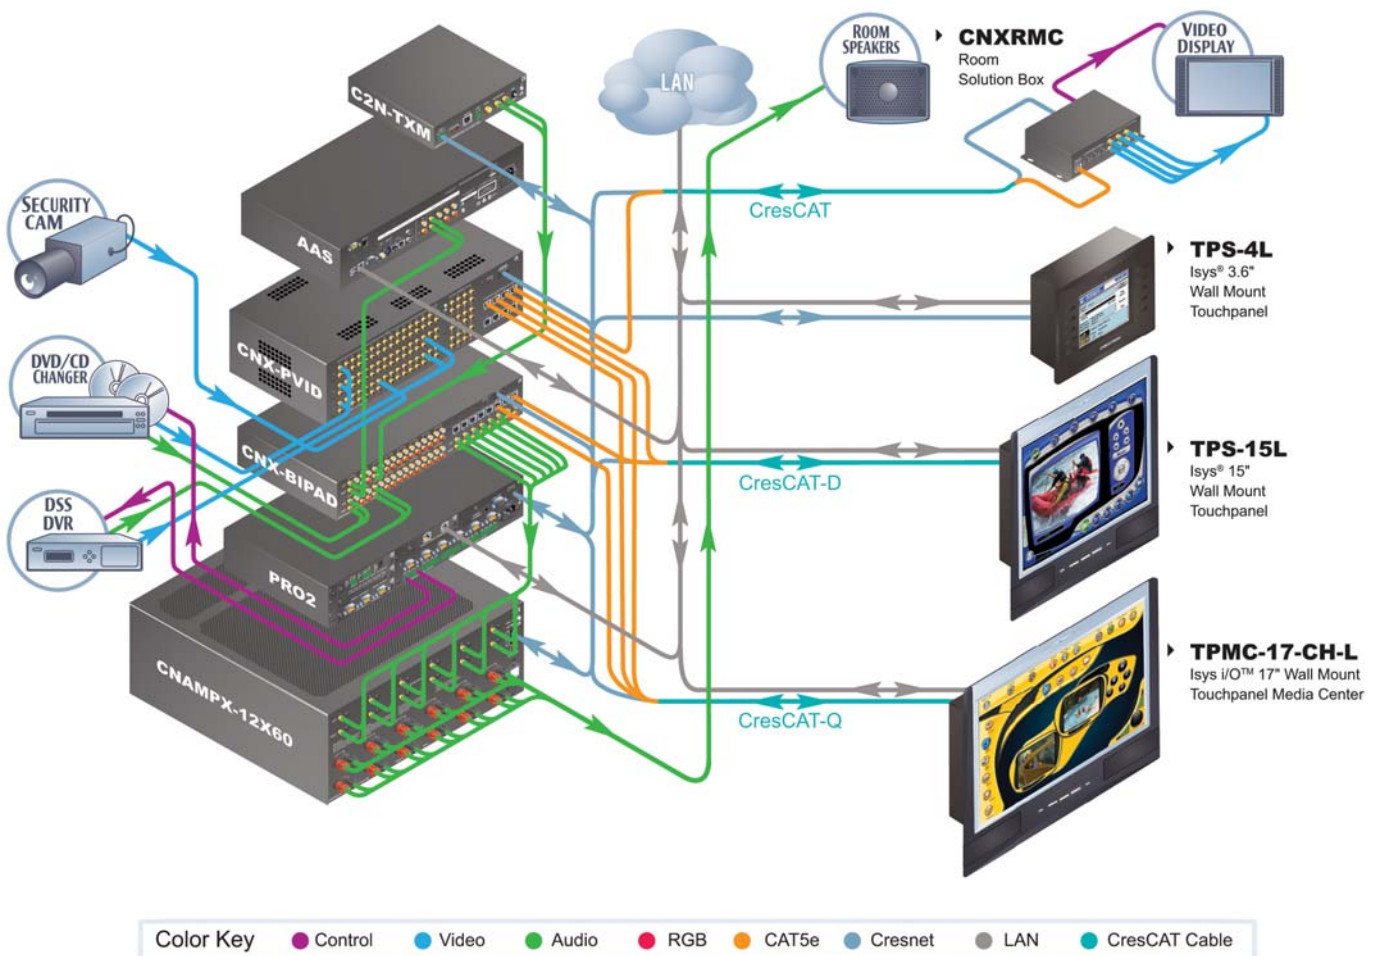 ROOM
SPEAKERS
CNXRMC
Room
Solution Box
VIDEO
DISPLAY
LAN
C2N-TXM
SECURITY
CAM
AAS
CresCAT
TPS-4L
Isys® 3.6"
Wall Mount
Touchpanel
CNX-PVID
DVD/CD
CHANGER
TPS-15L
Isys® 15"
Wall Mount
Touchpanel
CNX-BIPAD
CresCAT-D
DSS
DVR
PRO2
CNAMPX-12X60
TPMC-17-CH-L
Isys i/O™ 17" Wall Mount
Touchpanel Media Center
CresCAT-Q
Color Key Control Video Audio RGB CAT5e Cresnet LAN CresCAT Cable